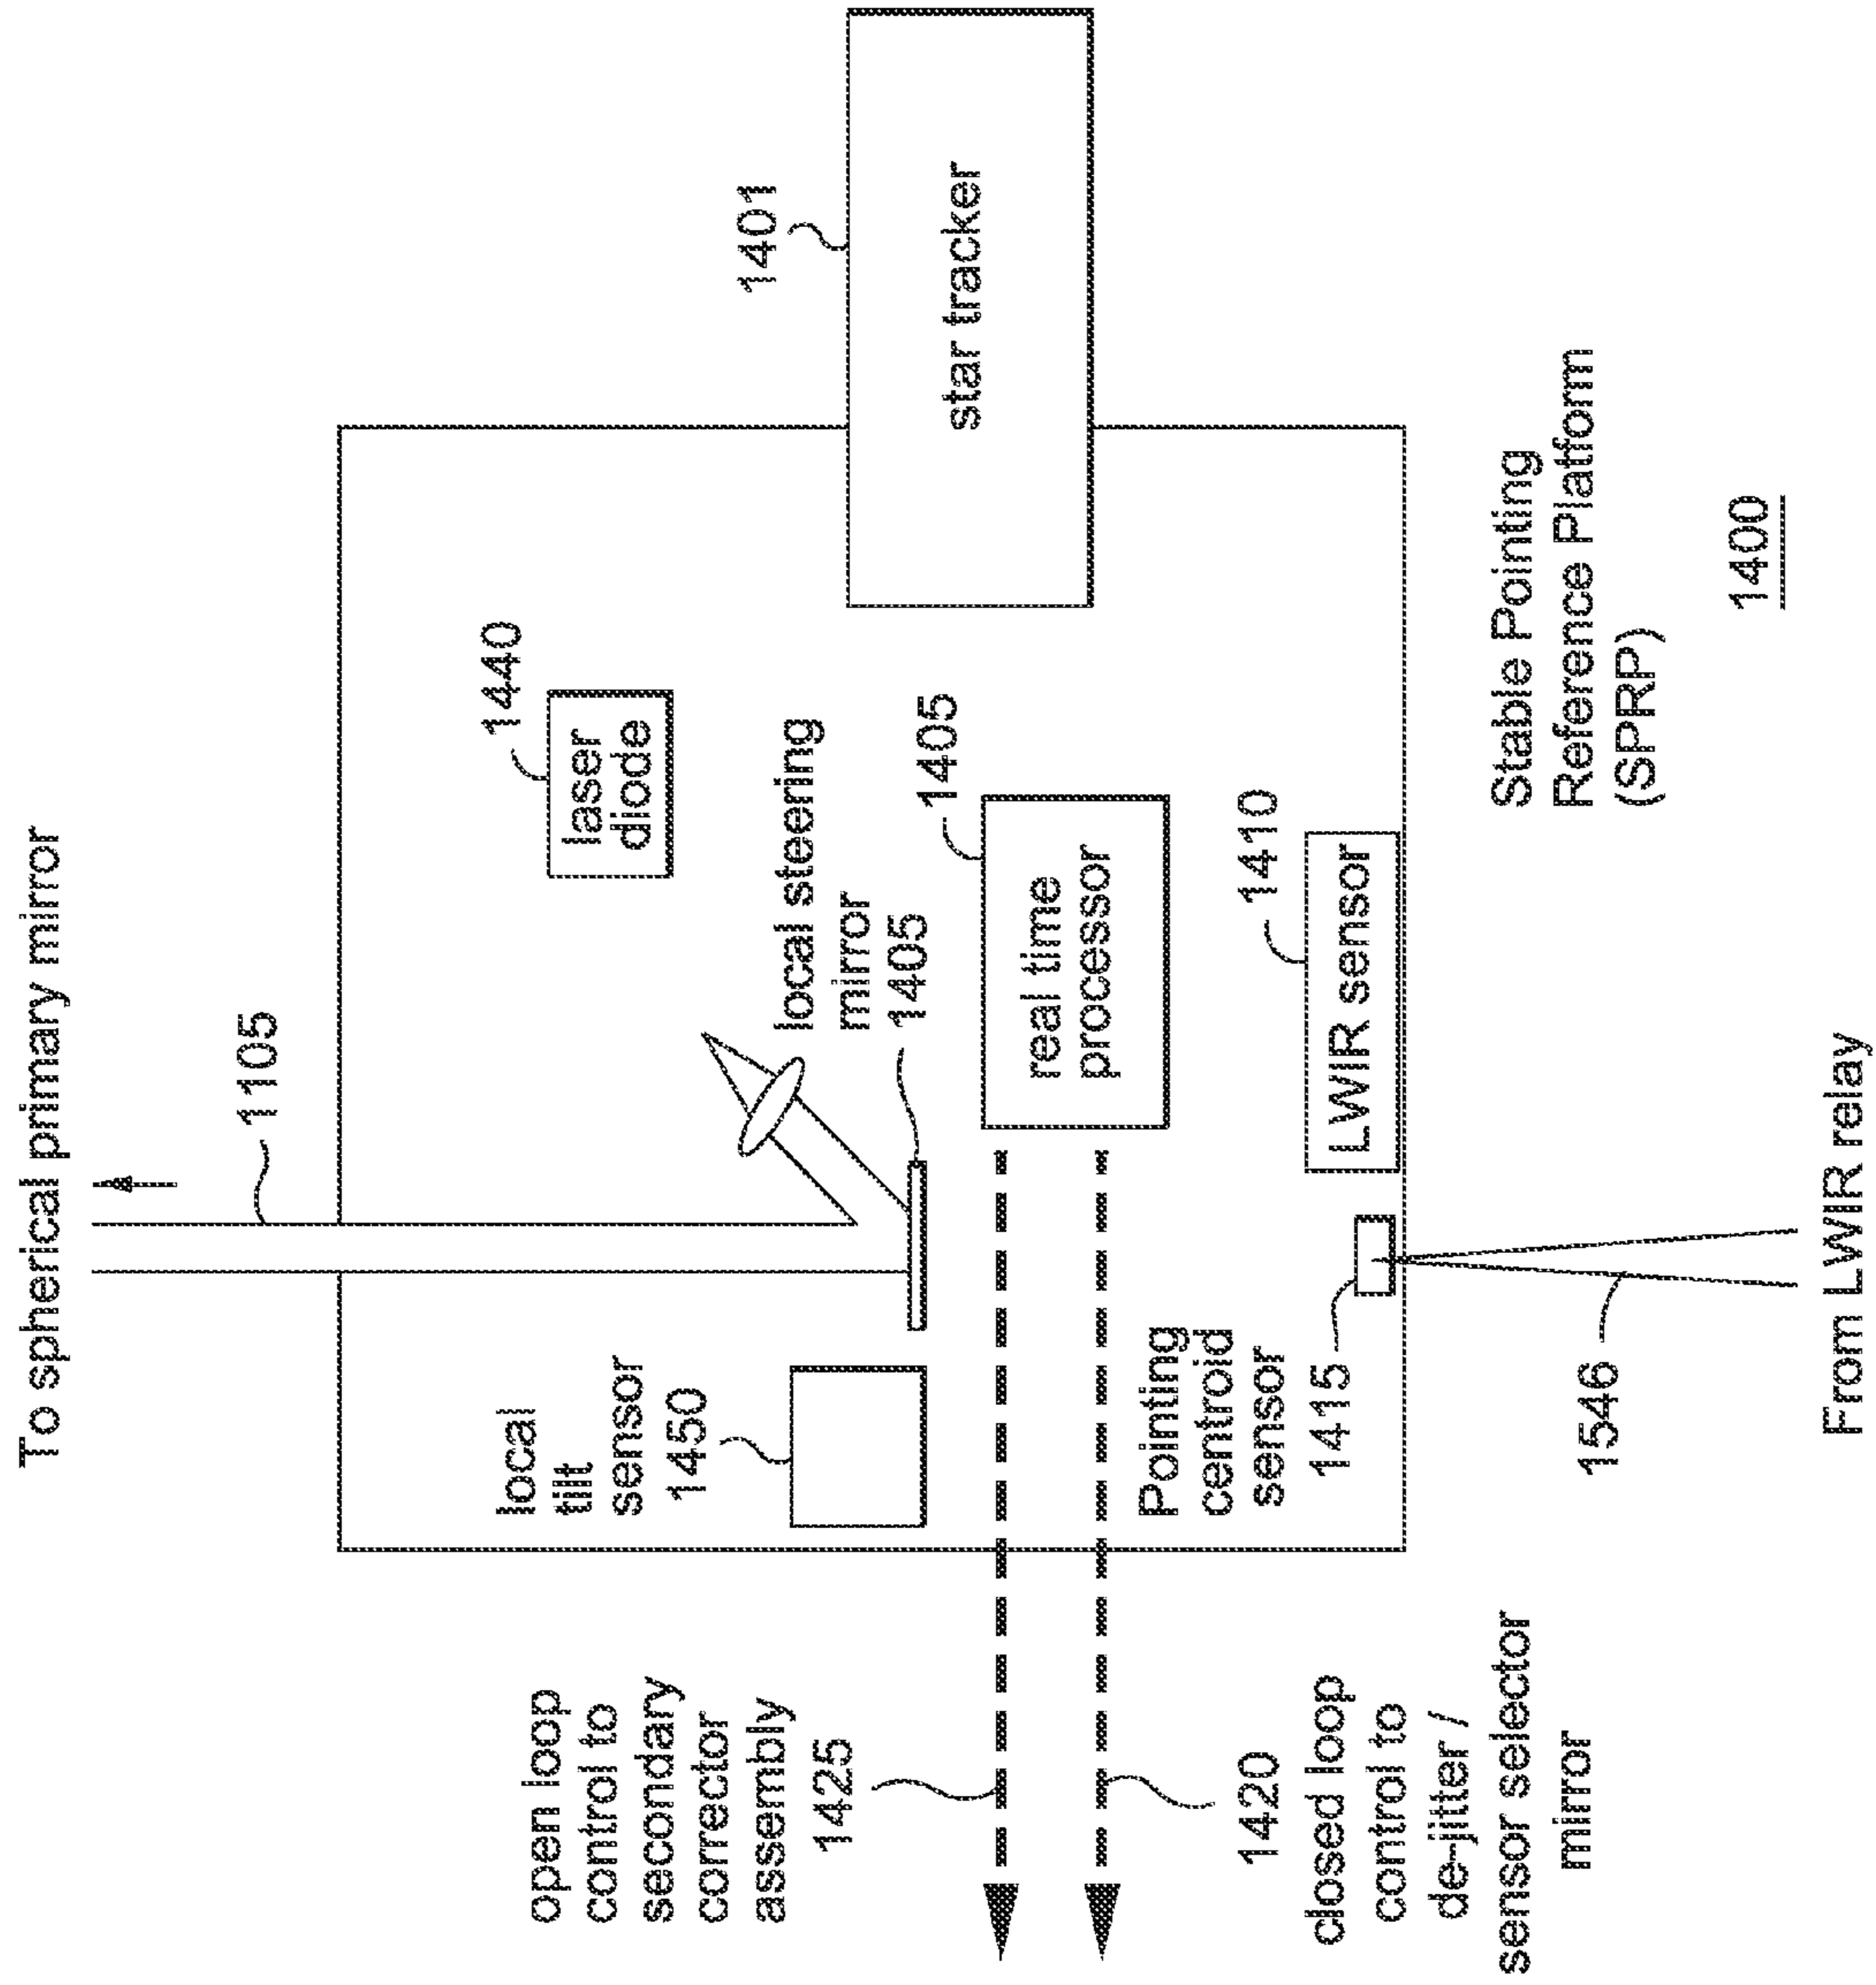 To spherical primary mirror
1105
1440
laser
diode
1401
star tracker
local steering
mirror
1405
1405
real time
processor
local
tilt
sensor
1450
1410
LWIR sensor
Pointing
centroid
sensor
1415
open loop
control to
secondary
corrector
assembly
1425
1420
closed loop
control to
de-jitter /
sensor selector
mirror
1546
From LWIR relay
Stable Pointing
Reference Platform
(SPRP)
1400